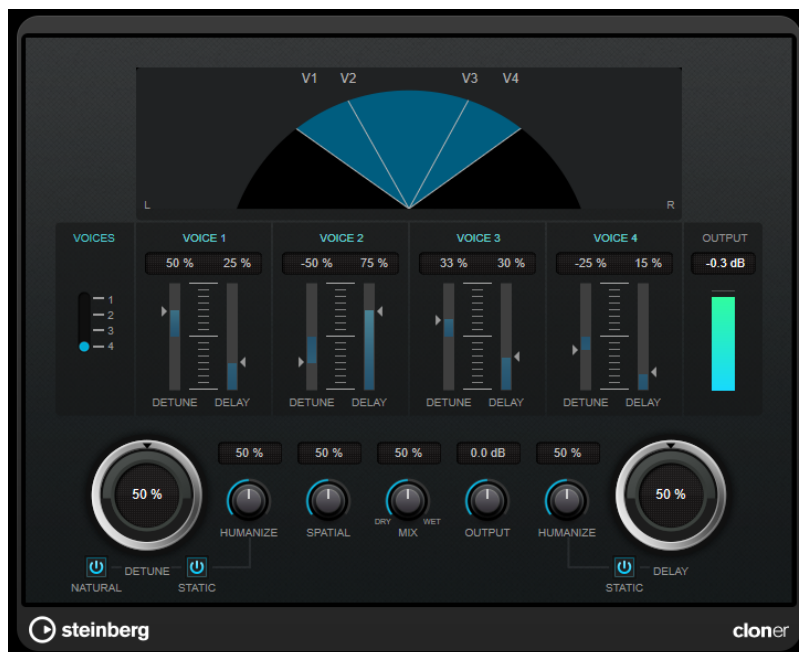 V1 V2 V3 V4
L R
VOICES VOICE 1 VOICE 2 VOICE 3 VOICE 4 OUTPUT
50 % 25 % -50 % 75 % 33 % 30 % -25 % 15 % -0.3 dB
1
2
3
4
DETUNE DELAY DETUNE DELAY DETUNE DELAY DETUNE DELAY
50 % 50 % 50 % 0.0 dB 50 %
50 % 50 %
DRY WET
HUMANIZE SPATIAL MIX OUTPUT HUMANIZE
DETUNE DELAY
NATURAL STATIC STATIC
steinberg cloner